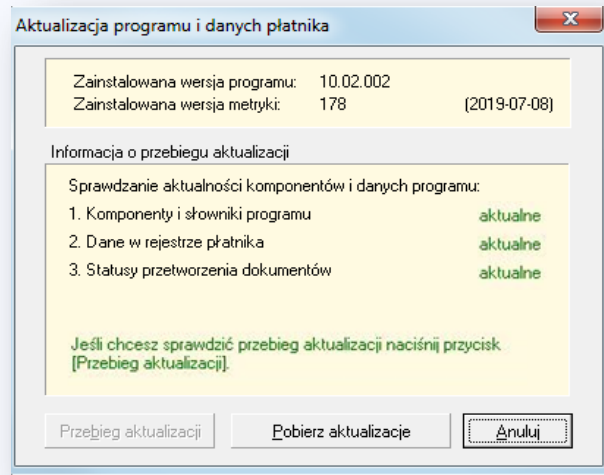 Aktualizacja programu i danych płatnika
Zainstalowana wersja programu: 10.02.002
Zainstalowana wersja metryki: 178 (2019-07-08)
Informacja o przebiegu aktualizacji
Sprawdzanie aktualności komponentów i danych programu:
1. Komponenty i słowniki programu aktualne
2. Dane w rejestrze płatnika aktualne
3. Statusy przetworzenia dokumentów aktualne
Jeśli chcesz sprawdzić przebieg aktualizacji naciśnij przycisk
[Przebieg aktualizacji].
Przebieg aktualizacji Pobierz aktualizacje Anuluj